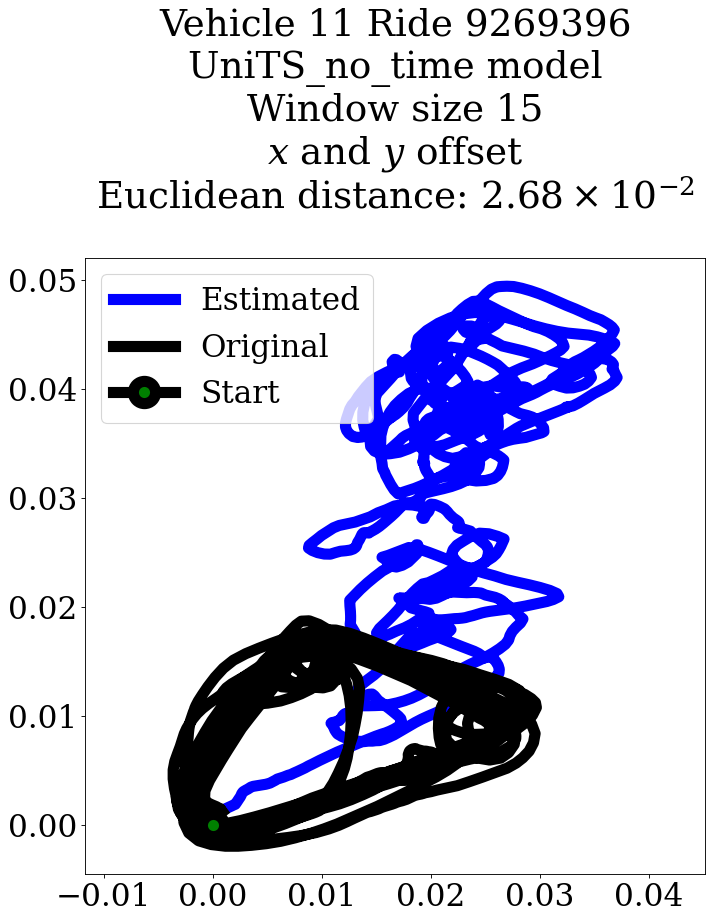 Vehicle 11 Ride 9269396
UniTS_no_time model
Window size 15
x and y offset
Euclidean distance: 2.68 × 10⁻²
Estimated
Original
Start
0.05
0.04
0.03
0.02
0.01
0.00
−0.01 0.00 0.01 0.02 0.03 0.04